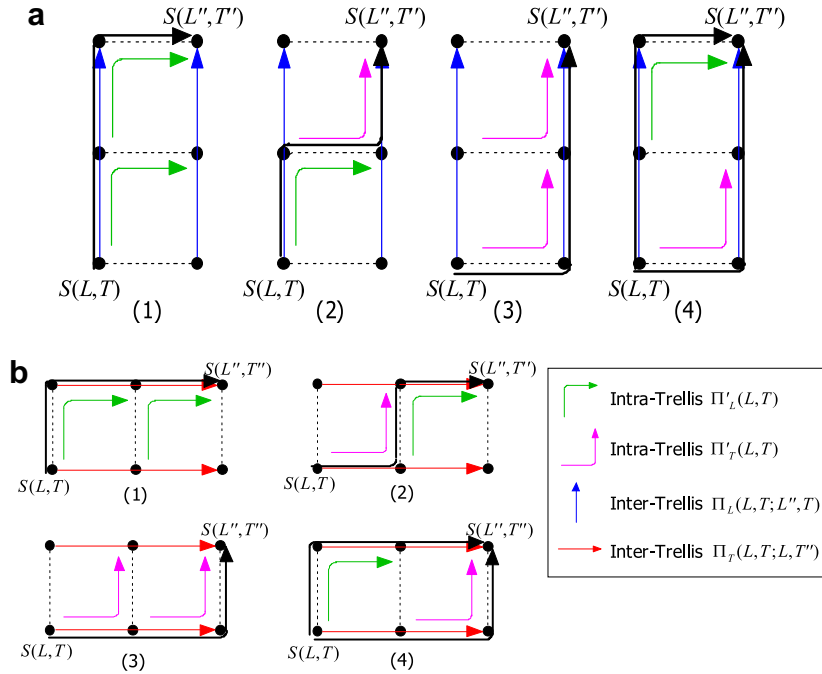 a
S(L'',T')
S(L'',T')
S(L'',T')
S(L'',T')
S(L,T)
S(L,T)
S(L,T)
S(L,T)
(1)
(2)
(3)
(4)
b
S(L'',T'')
S(L'',T'')
S(L,T)
S(L,T)
(1)
(2)
S(L'',T'')
S(L'',T'')
S(L,T)
S(L,T)
(3)
(4)
Intra-Trellis Π'_L(L,T)
Intra-Trellis Π'_T(L,T)
Inter-Trellis Π_L(L,T;L'',T)
Inter-Trellis Π_T(L,T;L,T'')